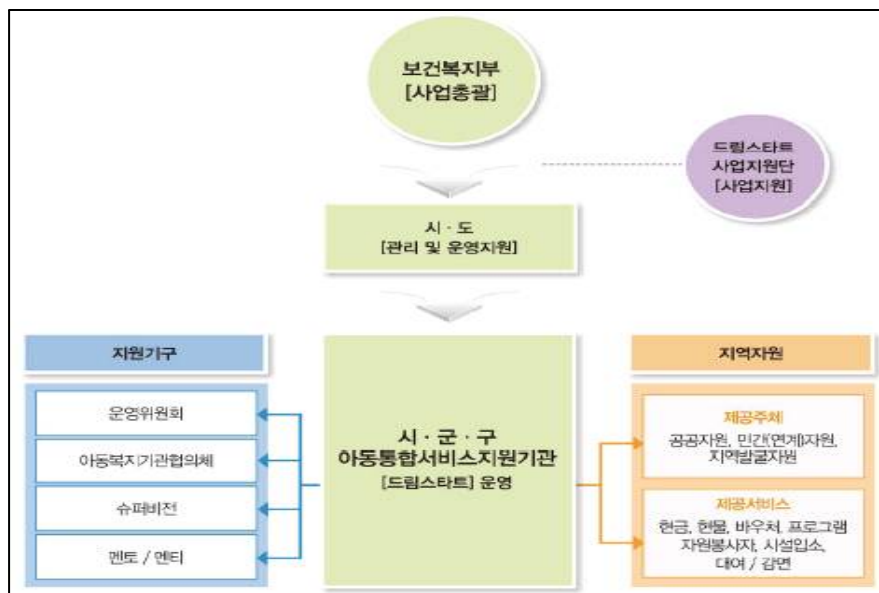 보건복지부
[사업총괄]
드림스타트
사업지원단
[사업지원]
시 · 도
[관리 및 운영지원]
지원기구
운영위원회
아동복지기관협의체
슈퍼비전
멘토 / 멘티
시 · 군 · 구
아동통합서비스지원기관
[드림스타트] 운영
지역자원
제공주체
공공자원, 민간(연계)자원,
지역발굴자원
제공서비스
현금, 현물, 바우처, 프로그램
자원봉사자, 시설입소,
대여 / 감면